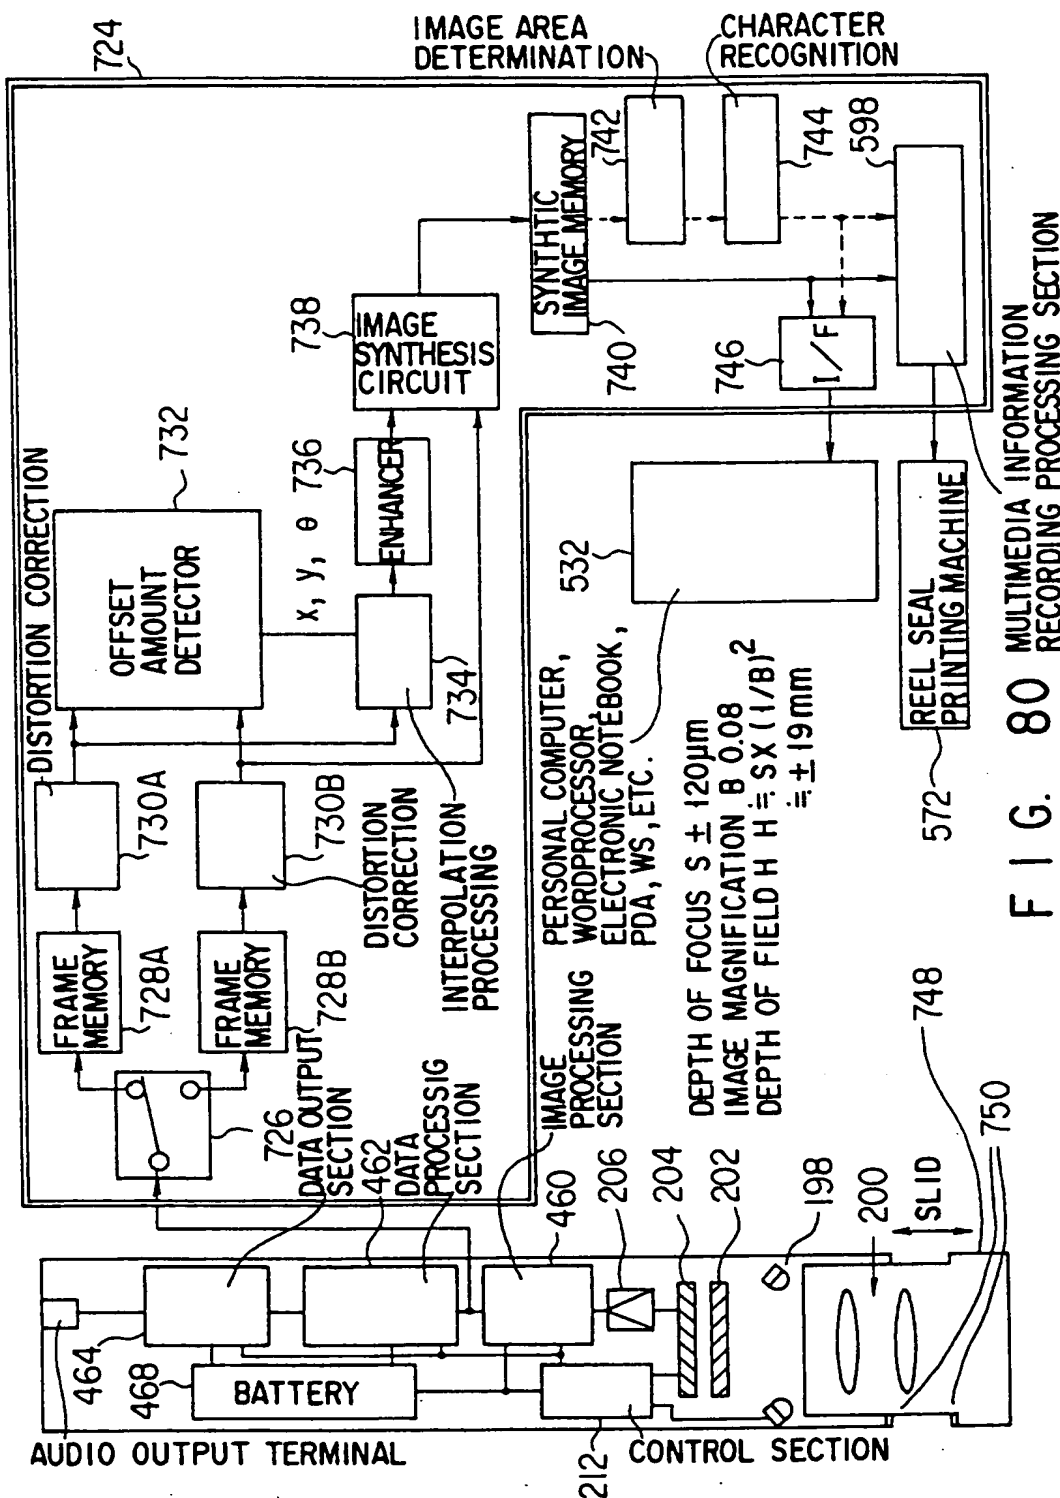 724
IMAGE AREA
DETERMINATION
CHARACTER
RECOGNITION
DISTORTION CORRECTION
732
OFFSET
AMOUNT
DETECTOR
X, y, θ
736
ENHANCER
738
IMAGE
SYNTHESIS
CIRCUIT
SYNTHTIC
IMAGE MEMORY
740
742
744
598
746
I/F
730A
730B
DISTORTION
CORRECTION
734
INTERPOLATION
PROCESSING
FRAME
MEMORY
728A
FRAME
MEMORY
728B
726
DATA OUTPUT
SECTION
462
DATA
PROCESSIG
SECTION
IMAGE
PROCESSING
SECTION
460
206
204
202
198
200
SLID
748
750
464
468
BATTERY
AUDIO OUTPUT TERMINAL
212
CONTROL SECTION
PERSONAL COMPUTER,
WORDPROCESSOR,
ELECTRONIC NOTEBOOK,
PDA, WS, ETC.
532
DEPTH OF FOCUS S ± 120μm
IMAGE MAGNIFICATION B 0.08
DEPTH OF FIELD H H ≒ SX (1/B)²
≒ ± 19mm
REEL SEAL
PRINTING MACHINE
572
MULTIMEDIA INFORMATION
RECORDING PROCESSING SECTION
FIG. 80